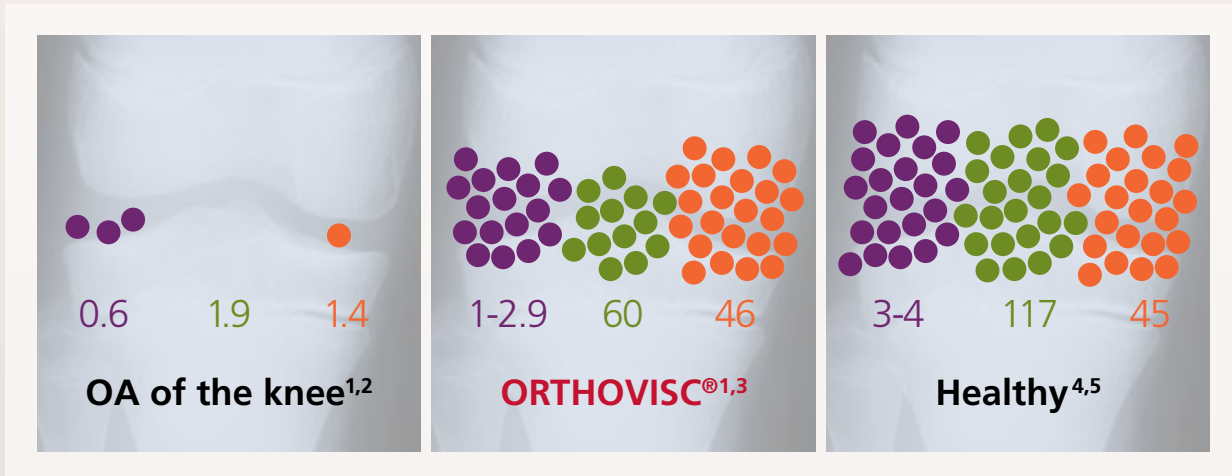 0.6 1.9 1.4
OA of the knee1,2
1-2.9 60 46
ORTHOVISC®1,3
3-4 117 45
Healthy4,5